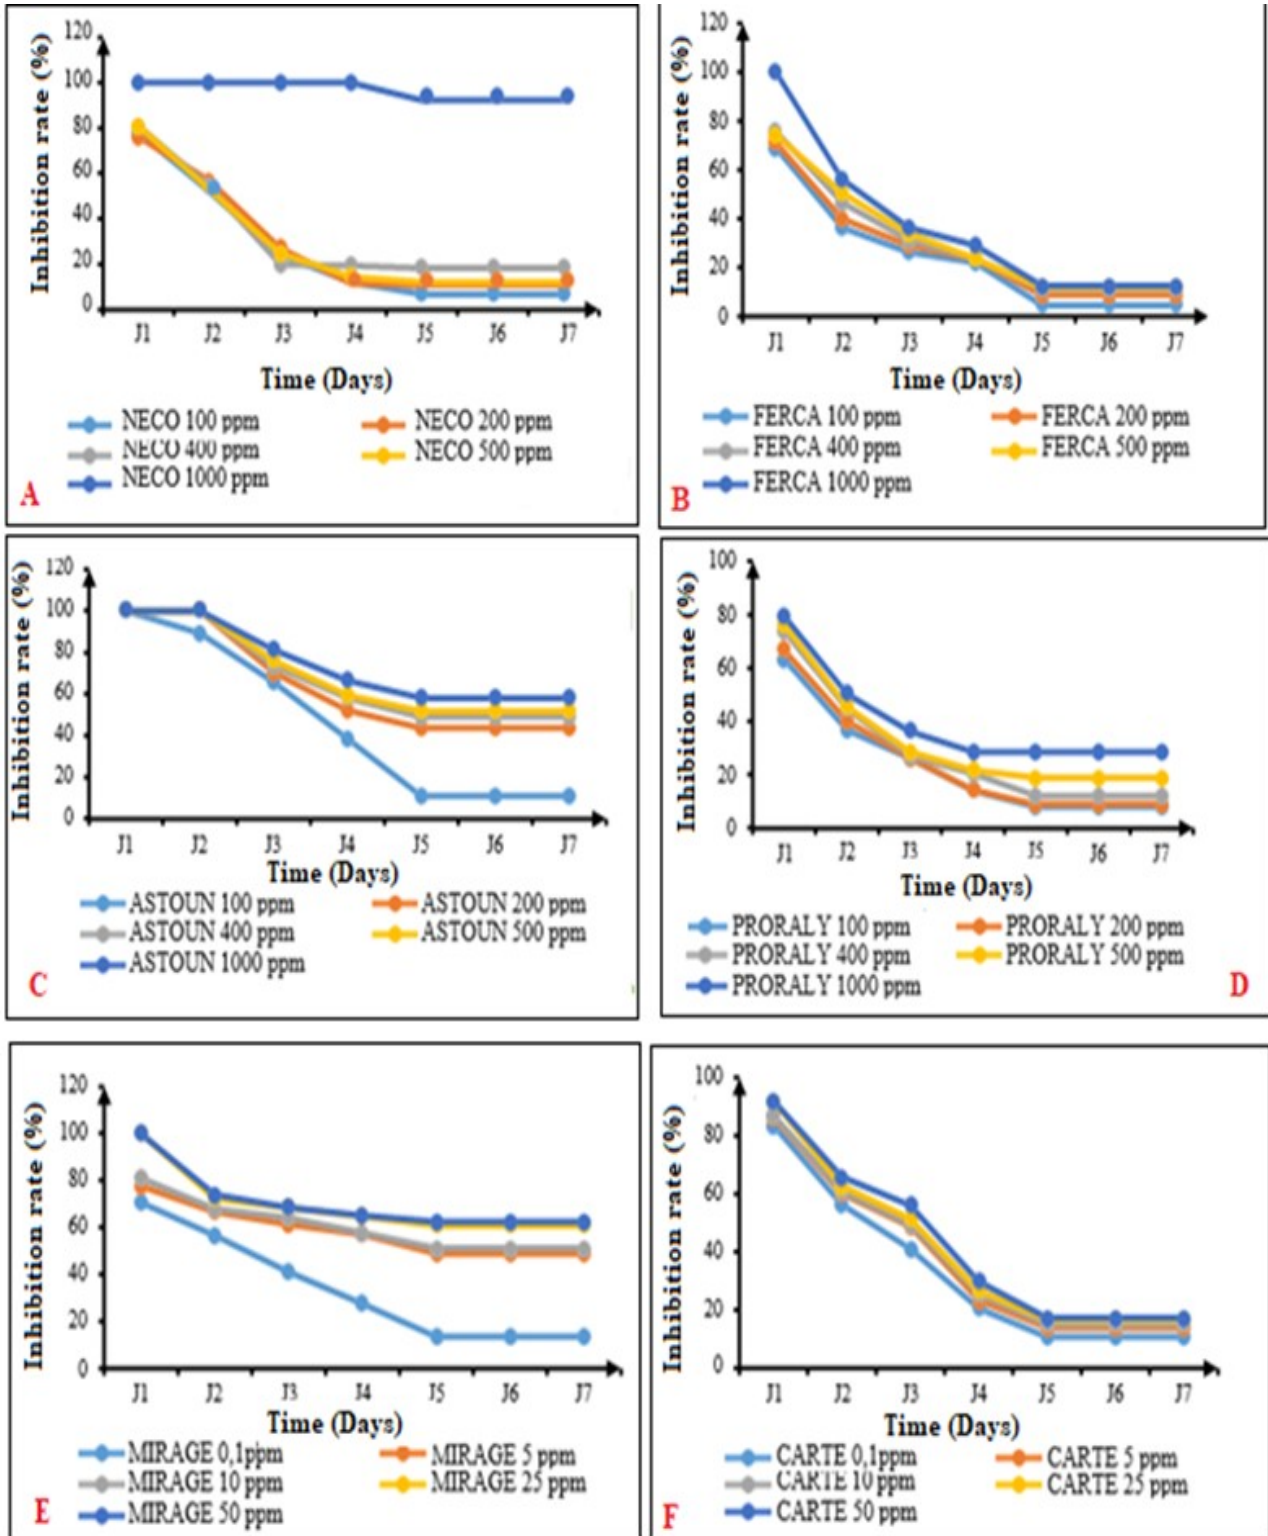 Inhibition rate (%)
120
100
80
60
40
20
0
J1 J2 J3 J4 J5 J6 J7
Time (Days)
NECO 100 ppm NECO 200 ppm
NECO 400 ppm NECO 500 ppm
NECO 1000 ppm
A
Inhibition rate (%)
120
100
80
60
40
20
0
J1 J2 J3 J4 J5 J6 J7
Time (Days)
FERCA 100 ppm FERCA 200 ppm
FERCA 400 ppm FERCA 500 ppm
FERCA 1000 ppm
B
Inhibition rate (%)
120
100
80
60
40
20
0
J1 J2 J3 J4 J5 J6 J7
Time (Days)
ASTOUN 100 ppm ASTOUN 200 ppm
ASTOUN 400 ppm ASTOUN 500 ppm
ASTOUN 1000 ppm
C
Inhibition rate (%)
100
80
60
40
20
0
J1 J2 J3 J4 J5 J6 J7
Time (Days)
PRORALY 100 ppm PRORALY 200 ppm
PRORALY 400 ppm PRORALY 500 ppm
PRORALY 1000 ppm
D
Inhibition rate (%)
120
100
80
60
40
20
0
J1 J2 J3 J4 J5 J6 J7
Time (Days)
MIRAGE 0,1ppm MIRAGE 5 ppm
MIRAGE 10 ppm MIRAGE 25 ppm
MIRAGE 50 ppm
E
Inhibition rate (%)
100
80
60
40
20
0
J1 J2 J3 J4 J5 J6 J7
Time (Days)
CARTE 0,1ppm CARTE 5 ppm
CARTE 10 ppm CARTE 25 ppm
CARTE 50 ppm
F